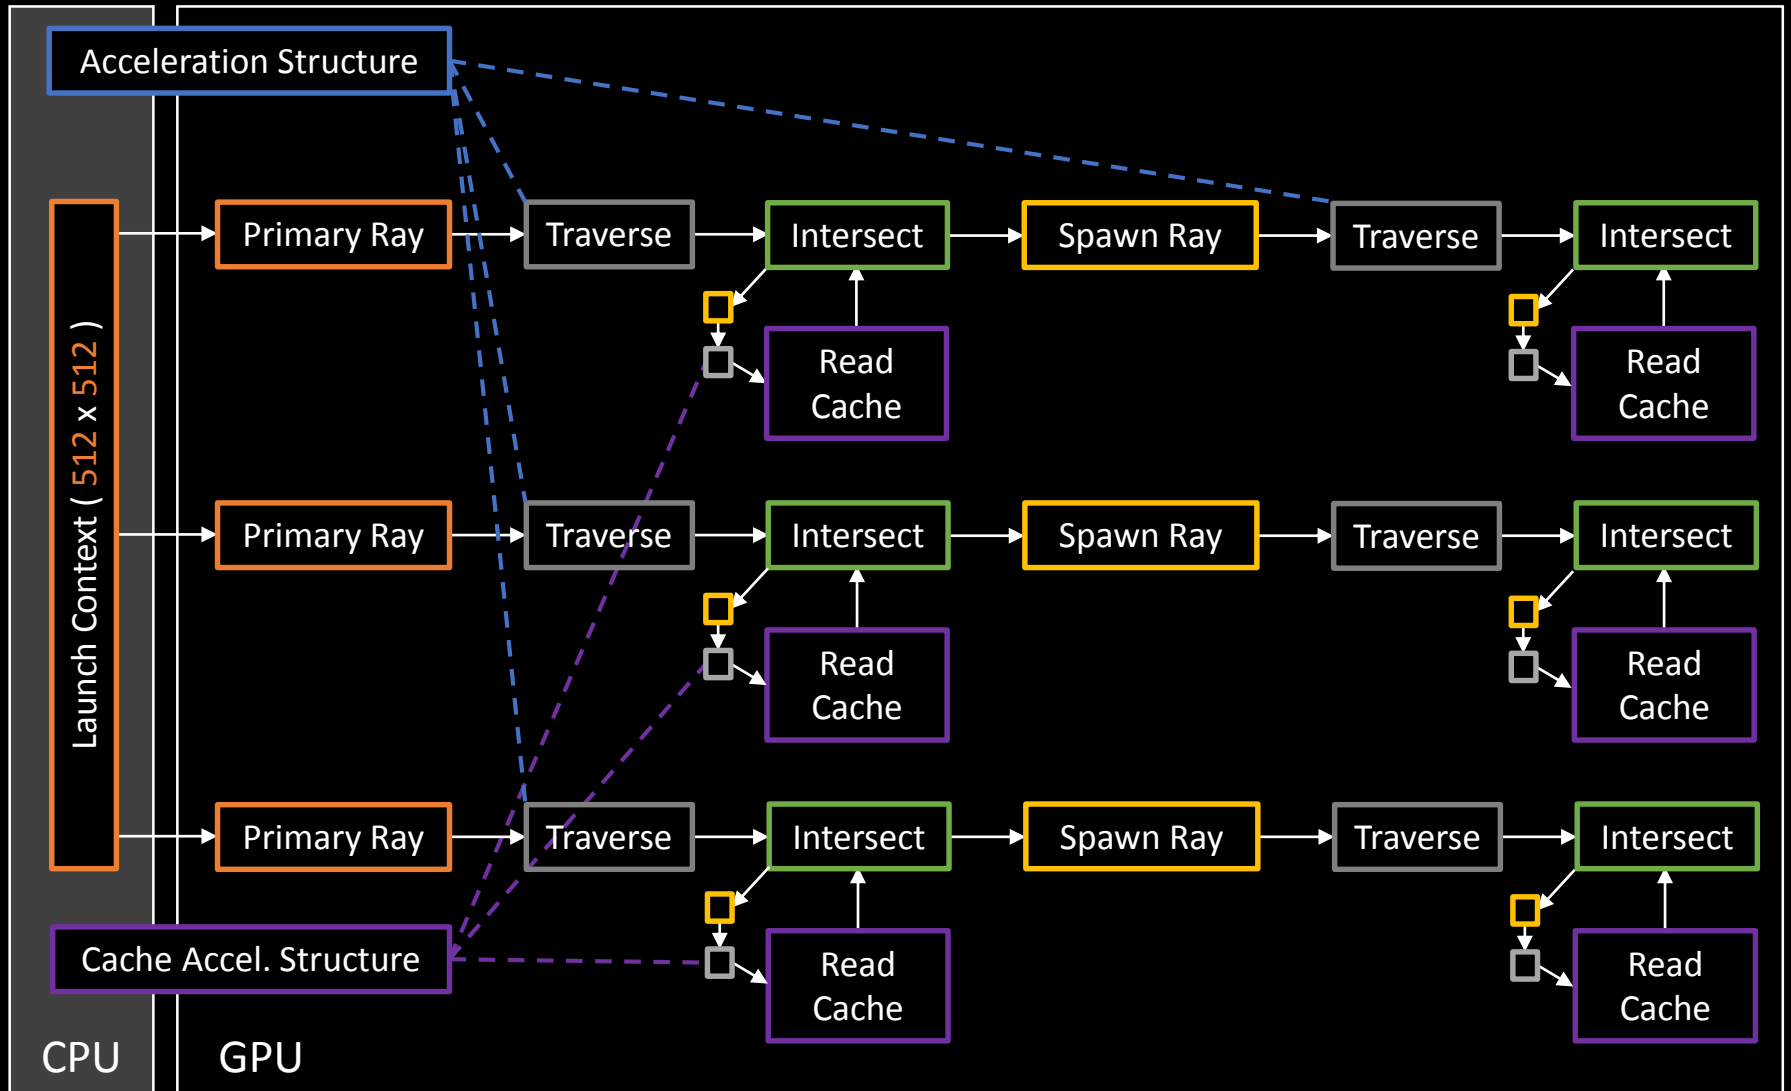 Acceleration Structure
Launch Context ( 512 x 512 )
Primary Ray
Traverse
Intersect
Spawn Ray
Traverse
Intersect
Read
Cache
Read
Cache
Primary Ray
Traverse
Intersect
Spawn Ray
Traverse
Intersect
Read
Cache
Read
Cache
Primary Ray
Traverse
Intersect
Spawn Ray
Traverse
Intersect
Read
Cache
Read
Cache
Cache Accel. Structure
CPU
GPU